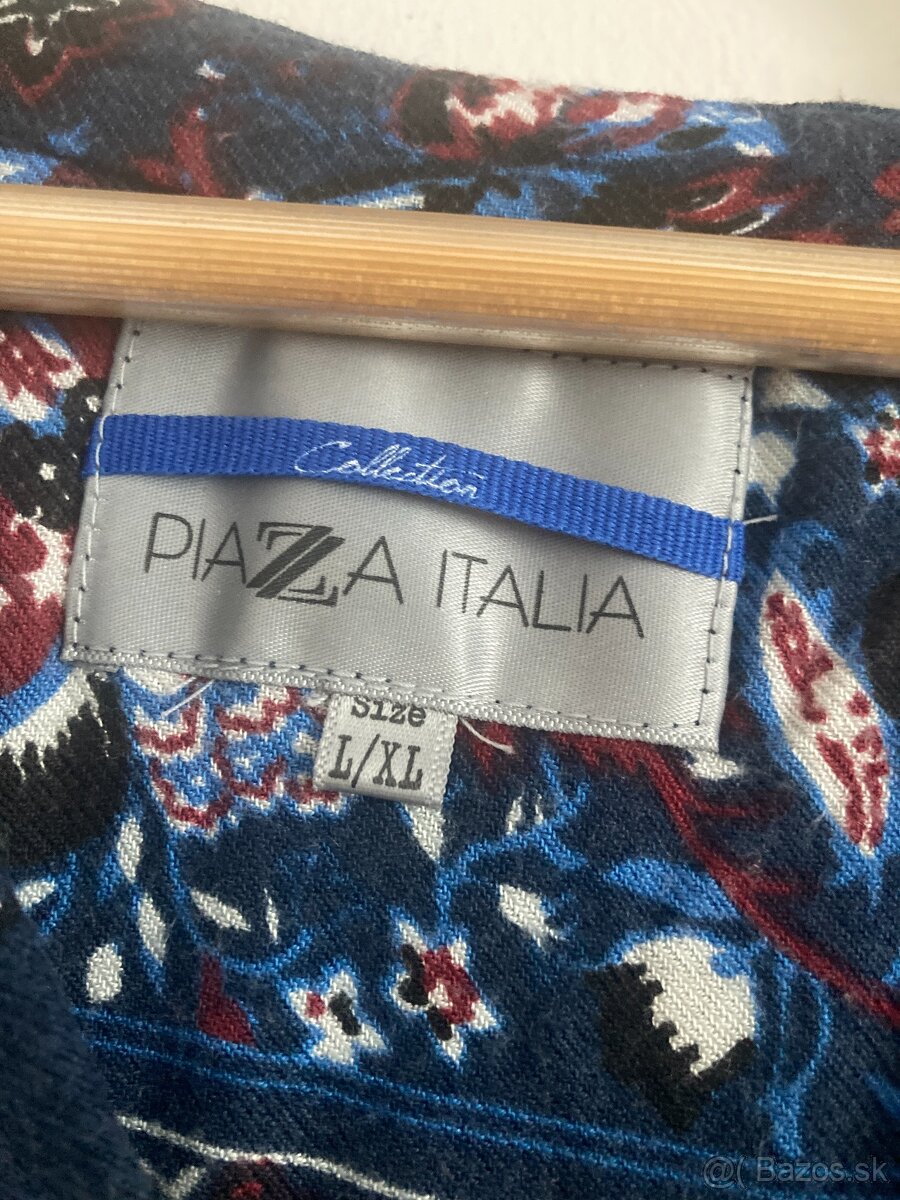 Collection
PIAZZA ITALIA
Size
L/XL
@( Bazos.sk